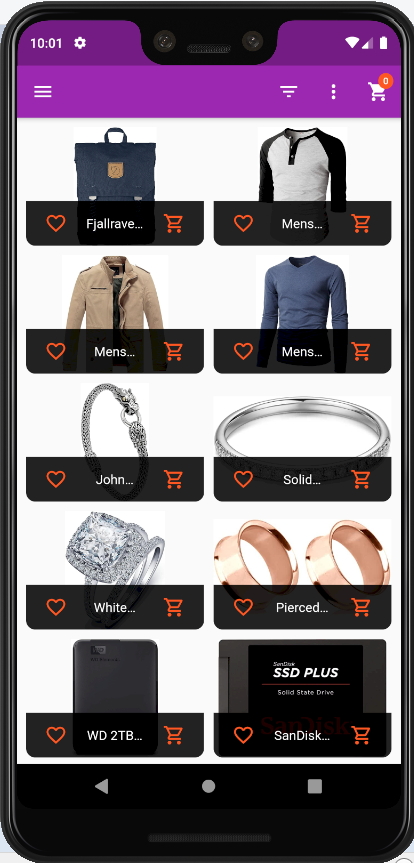 10:01
0
Fjallrave...
Mens...
Mens...
Mens...
John...
Solid...
White...
Pierced...
WD 2TB...
SanDisk
SSD PLUS
Solid State Drive
SanDisk
SanDisk...